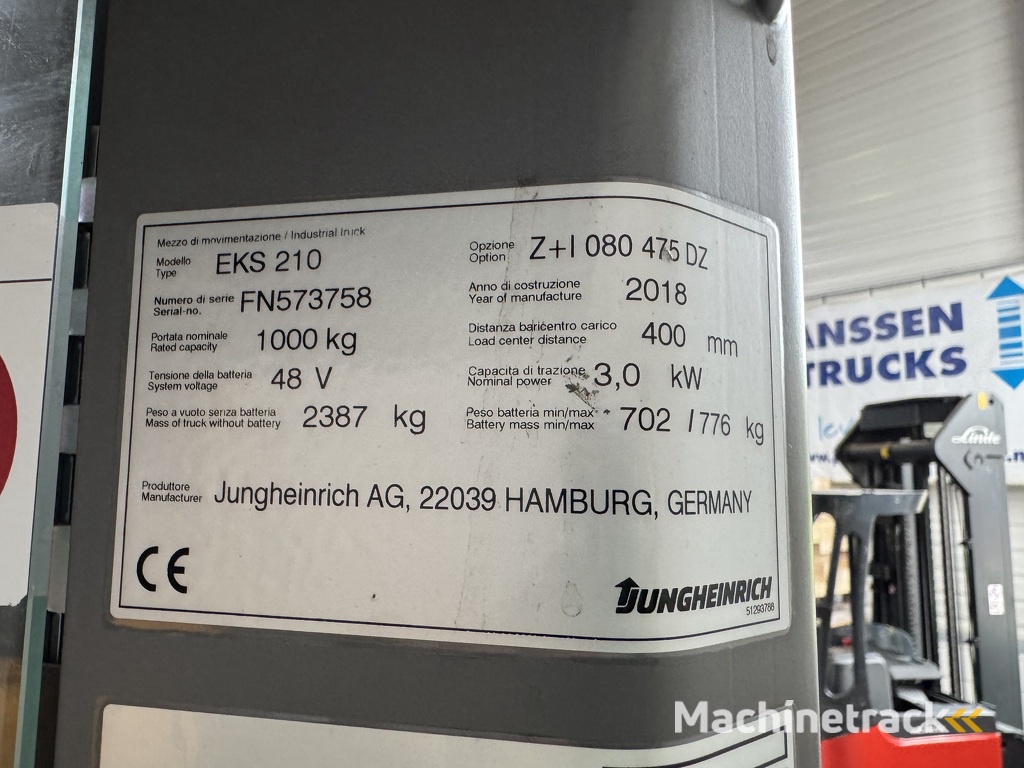 Mezzo di movimentazione / Industrial truck
Modello
Type
EKS 210
Opzione
Option
Z+I 080 475 DZ
Numero di serie
Serial-no.
FN573758
Anno di costruzione
Year of manufacture
2018
Portata nominale
Rated capacity
1000 kg
Distanza baricentro carico
Load center distance
400 mm
Tensione della batteria
System voltage
48 V
Capacita di trazione
Nominal power
3,0 kW
Peso a vuoto senza batteria
Mass of truck without battery
2387 kg
Peso batteria min/max
Battery mass min/max
702 / 776 kg
Produttore
Manufacturer
Jungheinrich AG, 22039 HAMBURG, GERMANY
CE
JUNGHEINRICH
51293788
ANSSEN
TRUCKS
Linde
Machinetrack